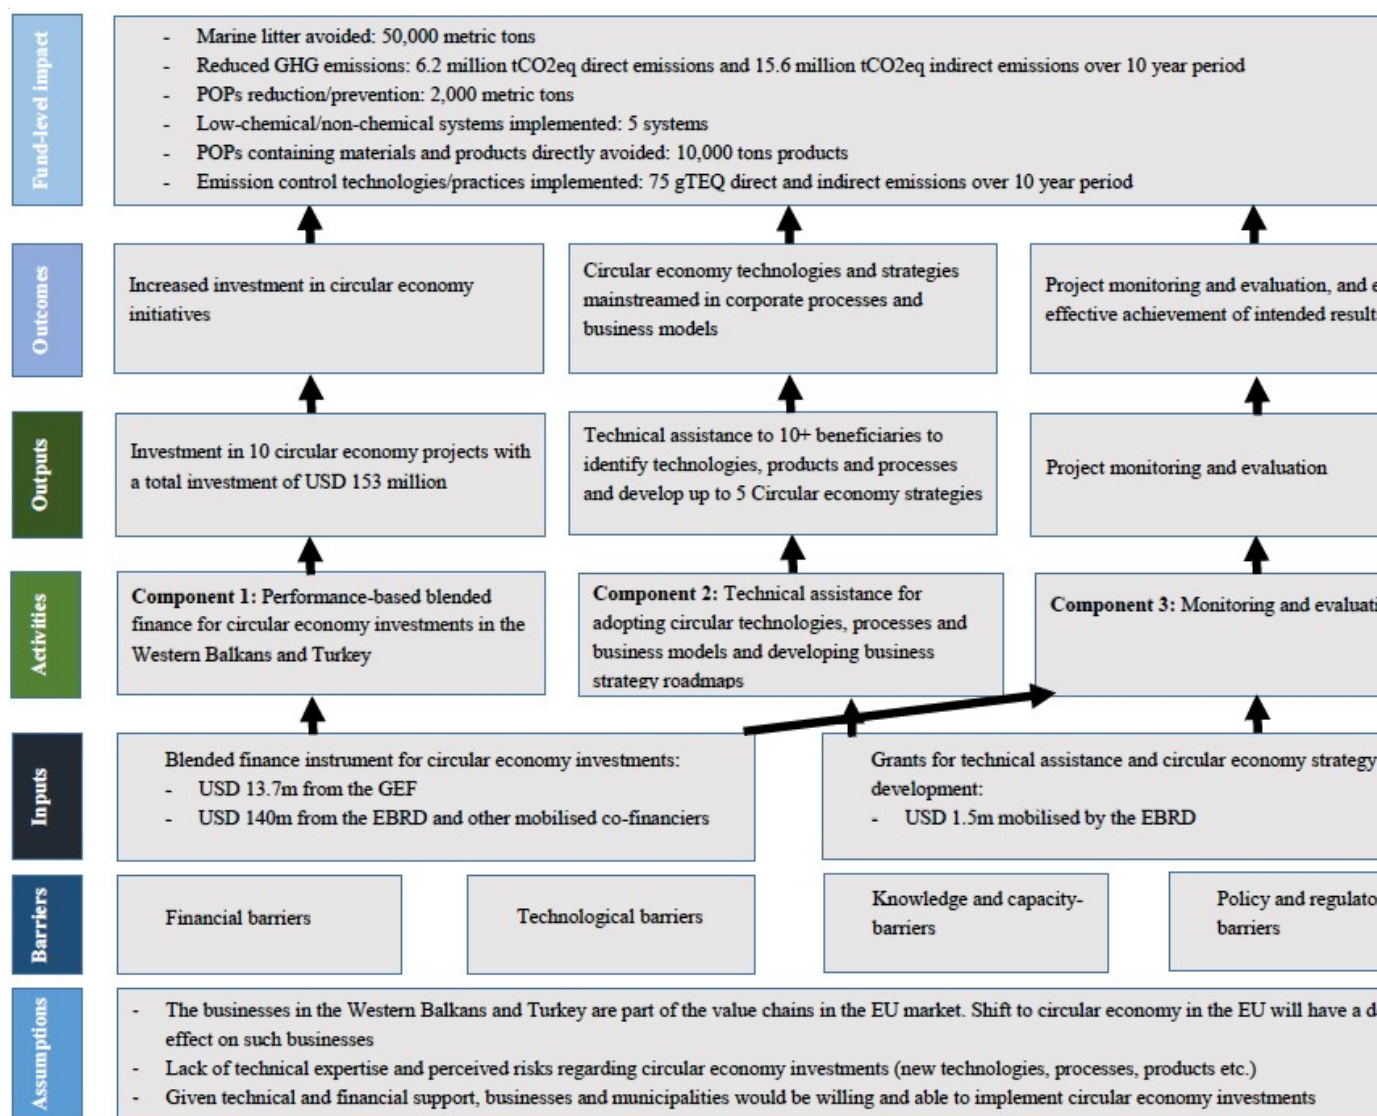 Fund-level impact
- Marine litter avoided: 50,000 metric tons
- Reduced GHG emissions: 6.2 million tCO2eq direct emissions and 15.6 million tCO2eq indirect emissions over 10 year period
- POPs reduction/prevention: 2,000 metric tons
- Low-chemical/non-chemical systems implemented: 5 systems
- POPs containing materials and products directly avoided: 10,000 tons products
- Emission control technologies/practices implemented: 75 gTEQ direct and indirect emissions over 10 year period
Outcomes
Increased investment in circular economy
initiatives
Circular economy technologies and strategies
mainstreamed in corporate processes and
business models
Project monitoring and evaluation, and
effective achievement of intended
Outputs
Investment in 10 circular economy projects with
a total investment of USD 153 million
Technical assistance to 10+ beneficiaries to
identify technologies, products and processes
and develop up to 5 Circular economy strategies
Project monitoring and evaluation
Activities
Component 1: Performance-based blended
finance for circular economy investments in the
Western Balkans and Turkey
Component 2: Technical assistance for
adopting circular technologies, processes and
business models and developing business
strategy roadmaps
Component 3: Monitoring and
Inputs
Blended finance instrument for circular economy investments:
- USD 13.7m from the GEF
- USD 140m from the EBRD and other mobilised co-financiers
Grants for technical assistance and circular economy strategy
development:
- USD 1.5m mobilised by the EBRD
Barriers
Financial barriers
Technological barriers
Knowledge and capacity-
barriers
Policy and
barriers
Assumptions
- The businesses in the Western Balkans and Turkey are part of the value chains in the EU market. Shift to circular economy in the EU will have a
effect on such businesses
- Lack of technical expertise and perceived risks regarding circular economy investments (new technologies, processes, products etc.)
- Given technical and financial support, businesses and municipalities would be willing and able to implement circular economy investments